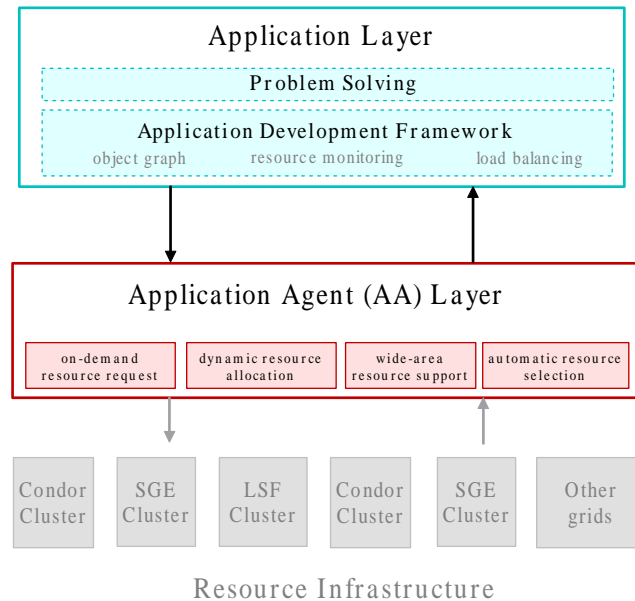 Application Layer
Problem Solving
Application Development Framework
object graph resource monitoring load balancing
Application Agent (AA) Layer
on-demand dynamic resource wide-area automatic resource
resource request allocation resource support selection
Condor SGE LSF Condor SGE Other
Cluster Cluster Cluster Cluster Cluster grids
Resource Infrastructure